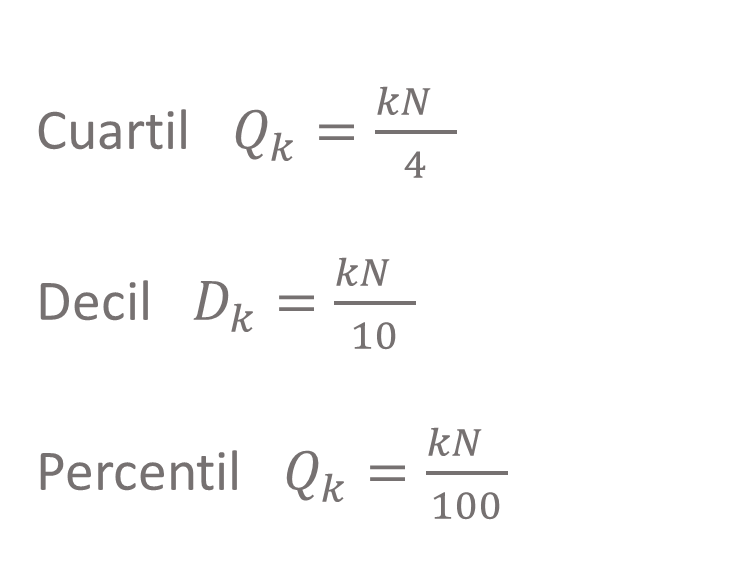 Cuartil Qₖ = kN/4
Decil Dₖ = kN/10
Percentil Qₖ = kN/100